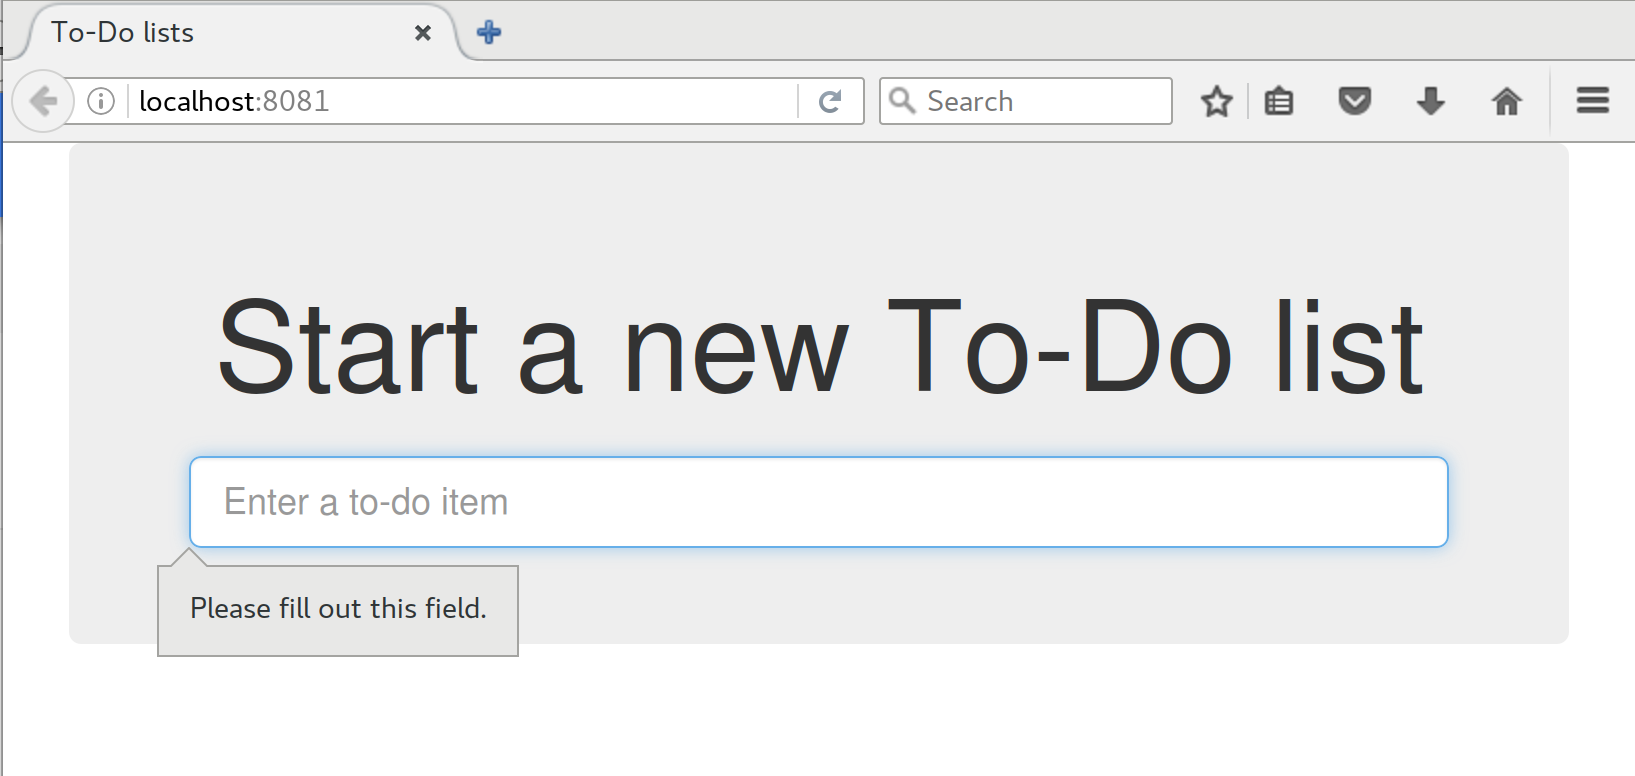 To-Do lists
localhost:8081
Search
Start a new To-Do list
Enter a to-do item
Please fill out this field.